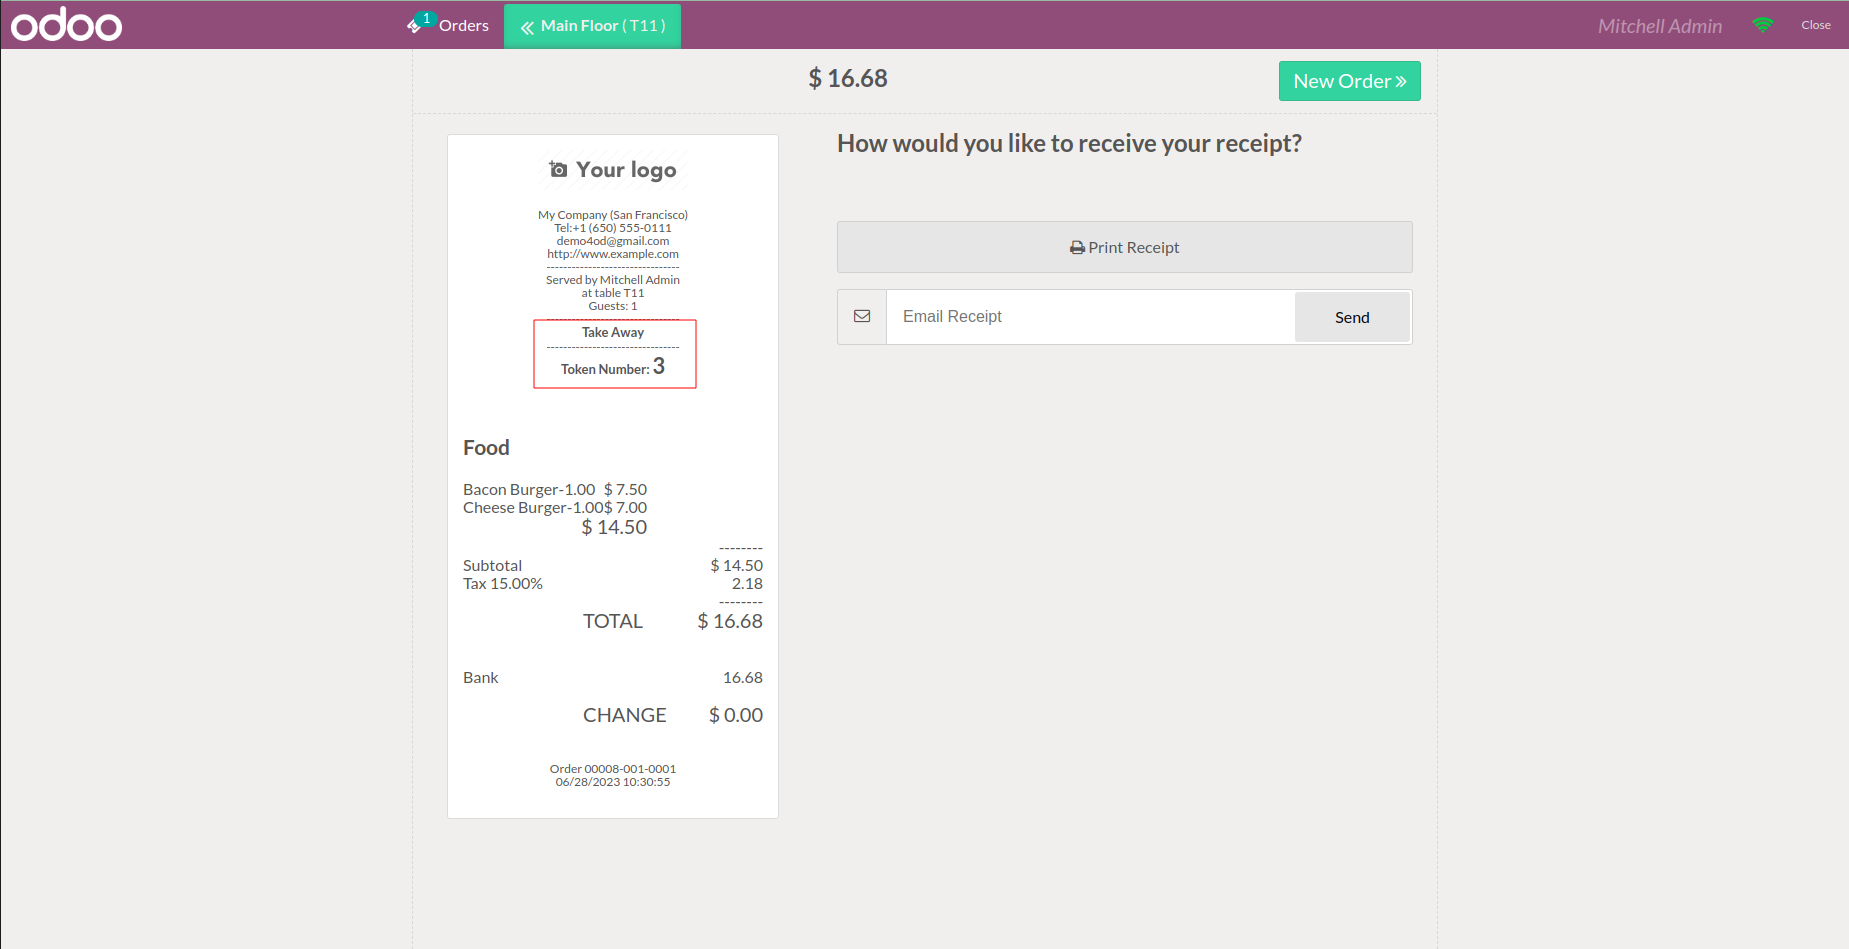 odoo
1 Orders
Main Floor ( T11 )
Mitchell Admin
Close
$ 16.68
New Order
Your logo
My Company (San Francisco)
Tel:+1 (650) 555-0111
demo4od@gmail.com
http://www.example.com
--------------------------------
Served by Mitchell Admin
at table T11
Guests: 1
--------------------------------
Take Away
--------------------------------
Token Number: 3
Food
Bacon Burger-1.00 $ 7.50
Cheese Burger-1.00$ 7.00
$ 14.50
--------
Subtotal $ 14.50
Tax 15.00% 2.18
--------
TOTAL $ 16.68
Bank 16.68
CHANGE $ 0.00
Order 00008-001-0001
06/28/2023 10:30:55
How would you like to receive your receipt?
Print Receipt
Email Receipt
Send